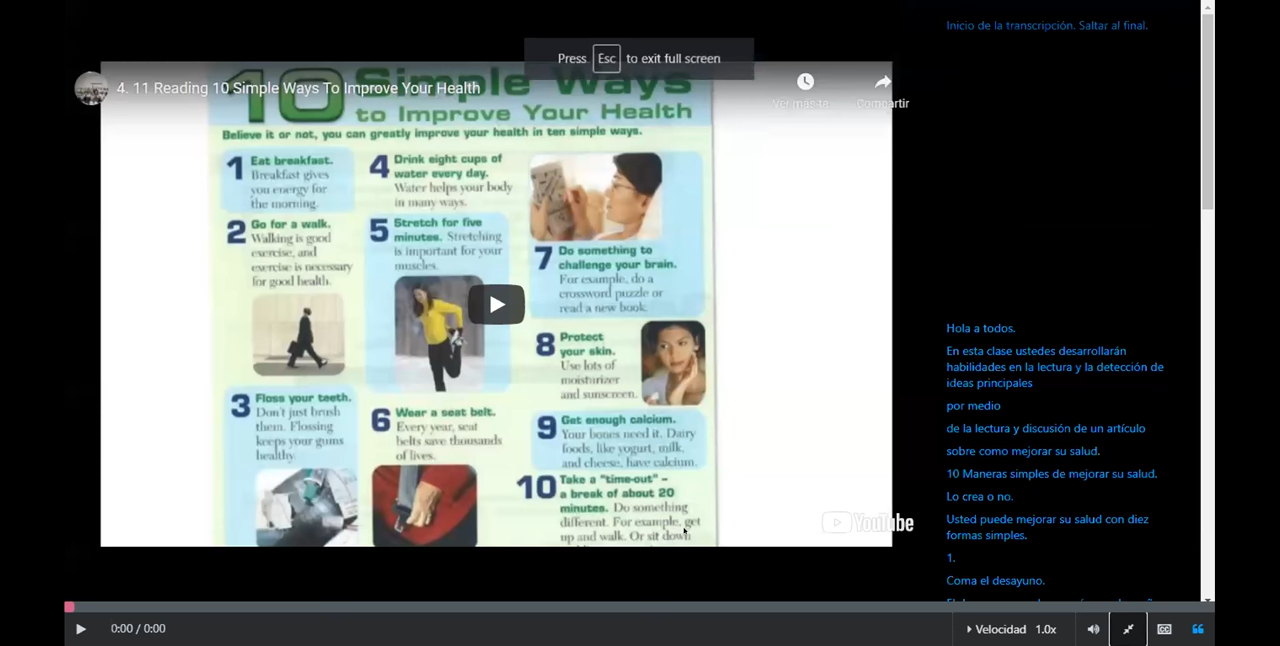 Inicio de la transcripción. Saltar al final.
Press Esc to exit full screen
4. 11 Reading 10 Simple Ways To Improve Your Health
Compartir
10 Simple Ways
to Improve Your Health
Believe it or not, you can greatly improve your health in ten simple ways.
1 Eat breakfast.
Breakfast gives
you energy for
the morning.
2 Go for a walk.
Walking is good
exercise, and
exercise is necessary
for good health.
3 Floss your teeth.
Don't just brush
them. Flossing
keeps your gums
healthy.
4 Drink eight cups of
water every day.
Water helps your body
in many ways.
5 Stretch for five
minutes. Stretching
is important for your
muscles.
6 Wear a seat belt.
Every year, seat
belts save thousands
of lives.
7 Do something to
challenge your brain.
For example, do a
crossword puzzle or
read a new book.
8 Protect
your skin.
Use lots of
moisturizer
and sunscreen.
9 Get enough calcium.
Your bones need it. Dairy
foods, like yogurt, milk,
and cheese, have calcium.
10 Take a "time-out" –
a break of about 20
minutes. Do something
different. For example, get
up and walk. Or sit down
YouTube
Hola a todos.
En esta clase ustedes desarrollarán
habilidades en la lectura y la detección de
ideas principales
por medio
de la lectura y discusión de un artículo
sobre como mejorar su salud.
10 Maneras simples de mejorar su salud.
Lo crea o no.
Usted puede mejorar su salud con diez
formas simples.
1.
Coma el desayuno.
0:00 / 0:00
Velocidad 1.0x